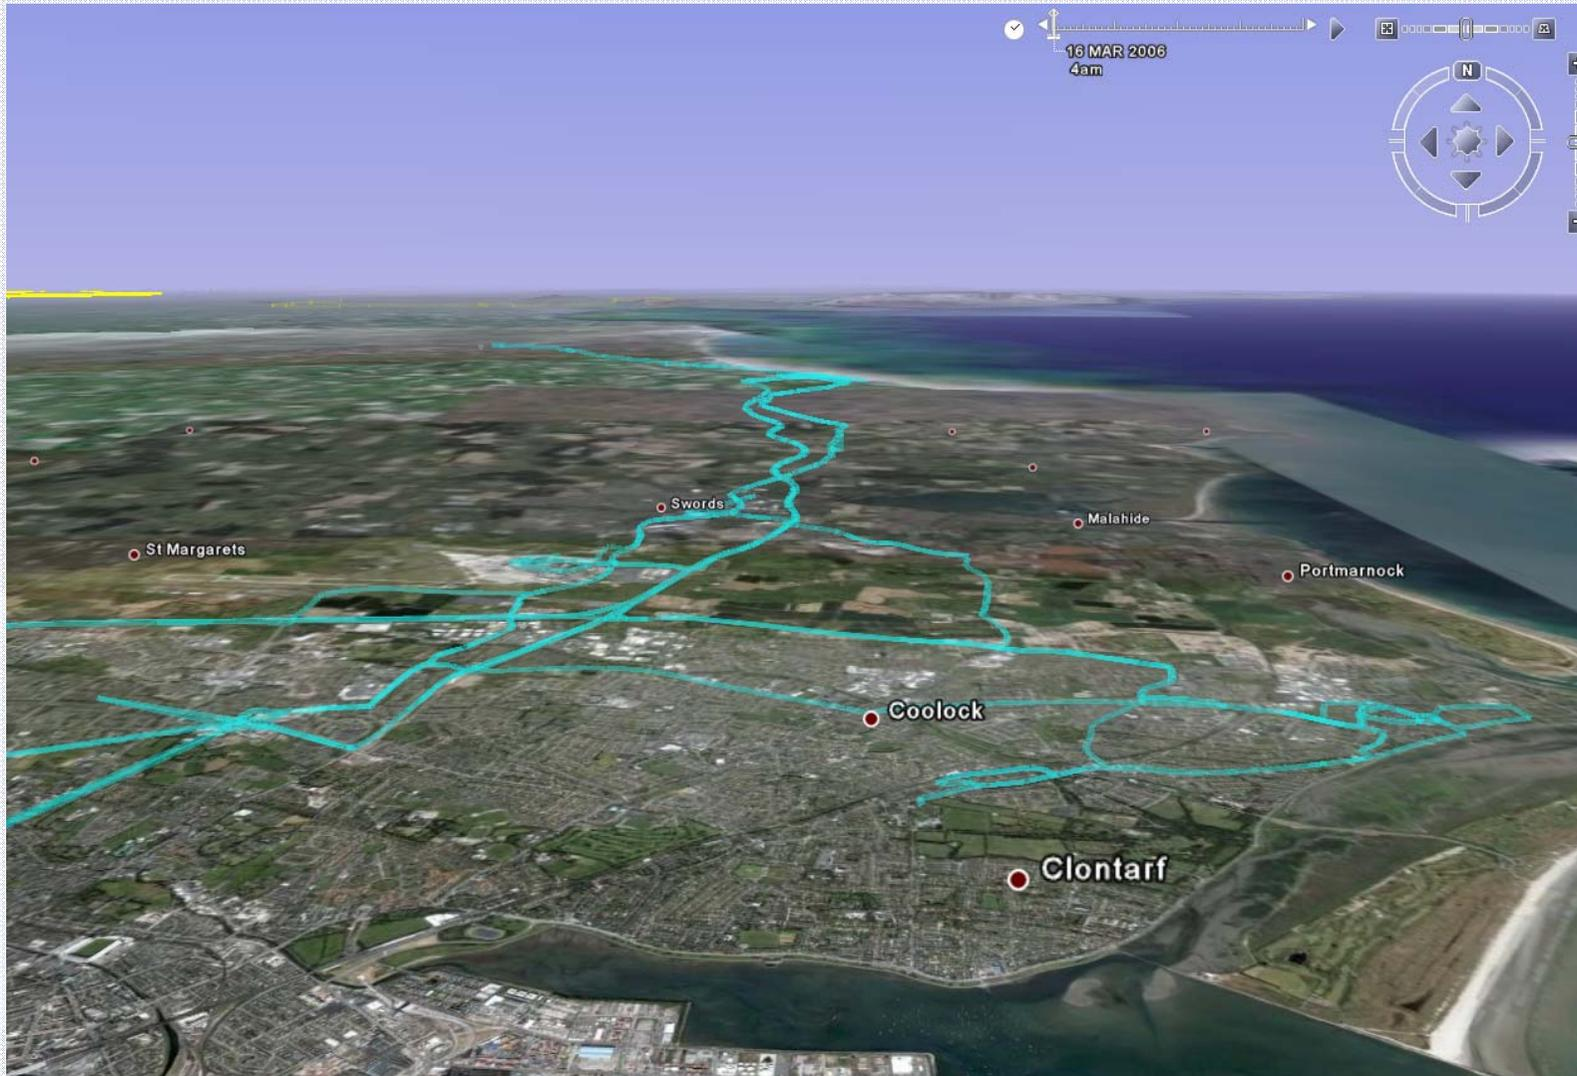 16 MAR 2006
4am
N
Swords
Malahide
St Margarets
Portmarnock
Coolock
Clontarf